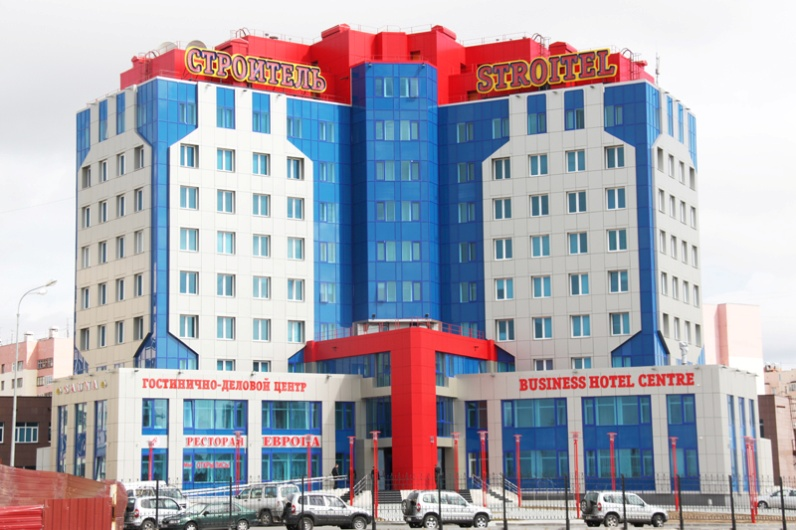 СТРОИТЕЛЬ
STROITEL
ГОСТИНИЧНО-ДЕЛОВОЙ ЦЕНТР
BUSINESS HOTEL CENTRE
РЕСТОРАН ЕВРОПА